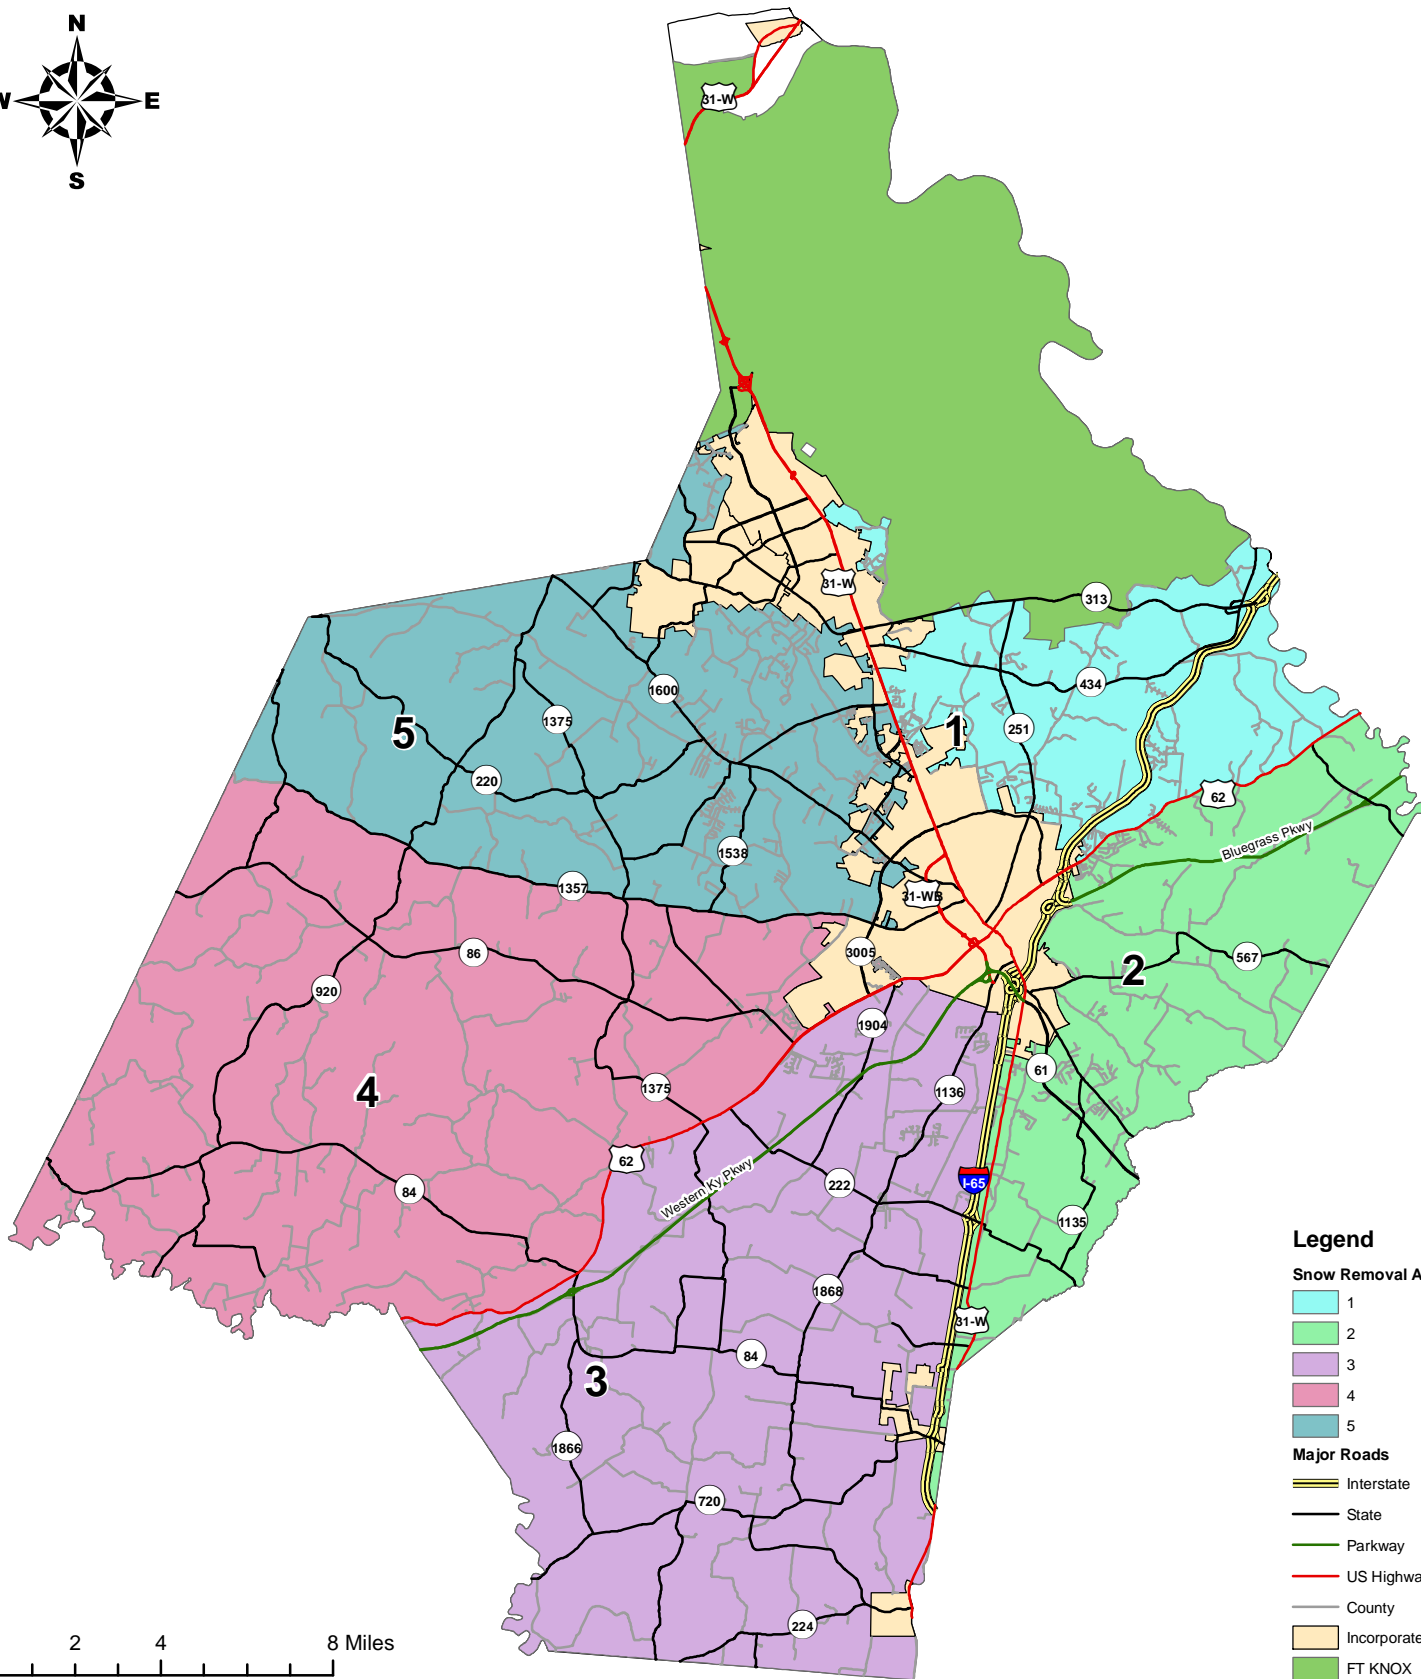 N
W E
S
31-W
31-W
313
434
1600
1375
251
1
5
220
62
Bluegrass Pkwy
1538
1357
31-WB
86
3005
567
2
920
1904
61
1375
1136
4
62
Western Ky Pkwy
222
I-65
84
1135
1868
31-W
84
3
1866
720
224
2 4 8 Miles
Legend
Snow Removal A
1
2
3
4
5
Major Roads
Interstate
State
Parkway
US Highwa
County
Incorporate
FT KNOX